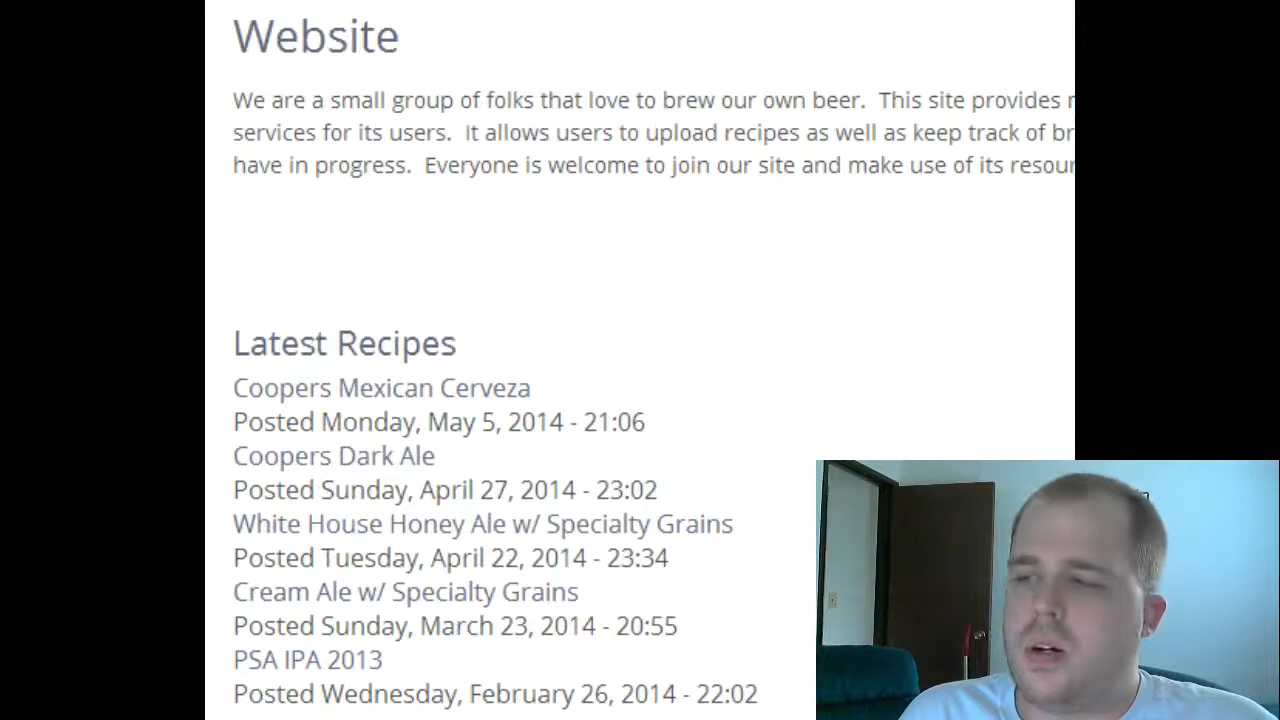 Website
We are a small group of folks that love to brew our own beer.  This site provides
services for its users.  It allows users to upload recipes as well as keep track of
have in progress.  Everyone is welcome to join our site and make use of its
Latest Recipes
Coopers Mexican Cerveza
Posted Monday, May 5, 2014 - 21:06
Coopers Dark Ale
Posted Sunday, April 27, 2014 - 23:02
White House Honey Ale w/ Specialty Grains
Posted Tuesday, April 22, 2014 - 23:34
Cream Ale w/ Specialty Grains
Posted Sunday, March 23, 2014 - 20:55
PSA IPA 2013
Posted Wednesday, February 26, 2014 - 22:02